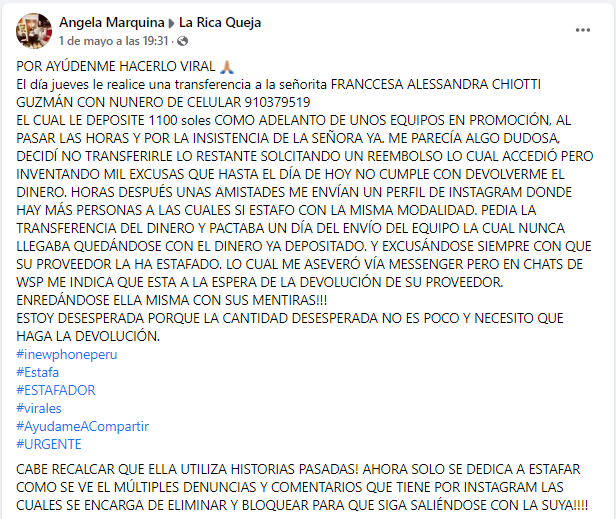 Angela Marquina ▸ La Rica Queja
1 de mayo a las 19:31 ·
POR AYÚDENME HACERLO VIRAL 🙏🏽
El día jueves le realice una transferencia a la señorita FRANCCESA ALESSANDRA CHIOTTI
GUZMÁN CON NUNERO DE CELULAR 910379519
EL CUAL LE DEPOSITE 1100 soles COMO ADELANTO DE UNOS EQUIPOS EN PROMOCIÓN, AL
PASAR LAS HORAS Y POR LA INSISTENCIA DE LA SEÑORA YA. ME PARECÍA ALGO DUDOSA,
DECIDÍ NO TRANSFERIRLE LO RESTANTE SOLCITANDO UN REEMBOLSO LO CUAL ACCEDIÓ PERO
INVENTANDO MIL EXCUSAS QUE HASTA EL DÍA DE HOY NO CUMPLE CON DEVOLVERME EL
DINERO. HORAS DESPUÉS UNAS AMISTADES ME ENVÍAN UN PERFIL DE INSTAGRAM DONDE
HAY MÁS PERSONAS A LAS CUALES SI ESTAFO CON LA MISMA MODALIDAD. PEDIA LA
TRANSFERENCIA DEL DINERO Y PACTABA UN DÍA DEL ENVÍO DEL EQUIPO LA CUAL NUNCA
LLEGABA QUEDÁNDOSE CON EL DINERO YA DEPOSITADO. Y EXCUSÁNDOSE SIEMPRE CON QUE
SU PROVEEDOR LA HA ESTAFADO. LO CUAL ME ASEVERÓ VÍA MESSENGER PERO EN CHATS DE
WSP ME INDICA QUE ESTA A LA ESPERA DE LA DEVOLUCIÓN DE SU PROVEEDOR.
ENREDÁNDOSE ELLA MISMA CON SUS MENTIRAS!!!
ESTOY DESESPERADA PORQUE LA CANTIDAD DESESPERADA NO ES POCO Y NECESITO QUE
HAGA LA DEVOLUCIÓN.
#inewphoneperu
#Estafa
#ESTAFADOR
#virales
#AyudameACompartir
#URGENTE
CABE RECALCAR QUE ELLA UTILIZA HISTORIAS PASADAS! AHORA SOLO SE DEDICA A ESTAFAR
COMO SE VE EL MÚLTIPLES DENUNCIAS Y COMENTARIOS QUE TIENE POR INSTAGRAM LAS
CUALES SE ENCARGA DE ELIMINAR Y BLOQUEAR PARA QUE SIGA SALIÉNDOSE CON LA SUYA!!!!